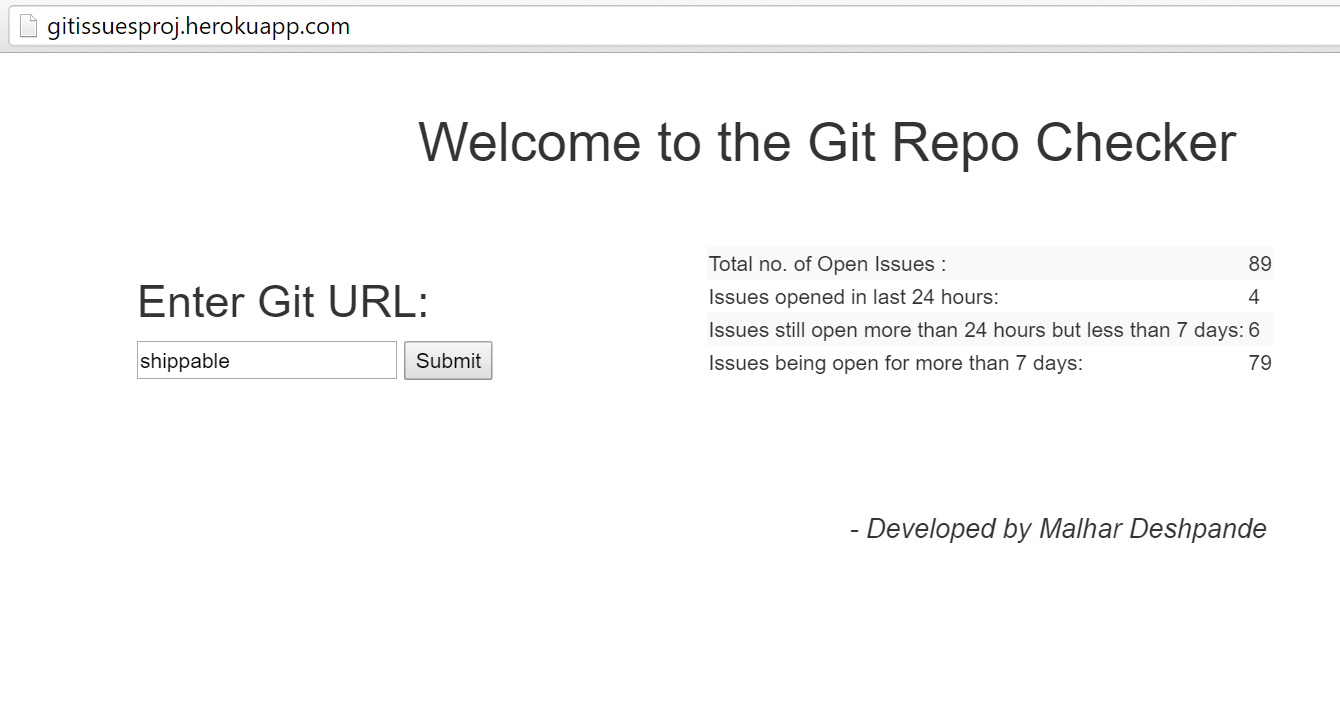 gitissuesproj.herokuapp.com
Welcome to the Git Repo Checker
Enter Git URL:
shippable Submit
Total no. of Open Issues : 89
Issues opened in last 24 hours: 4
Issues still open more than 24 hours but less than 7 days: 6
Issues being open for more than 7 days: 79
- Developed by Malhar Deshpande